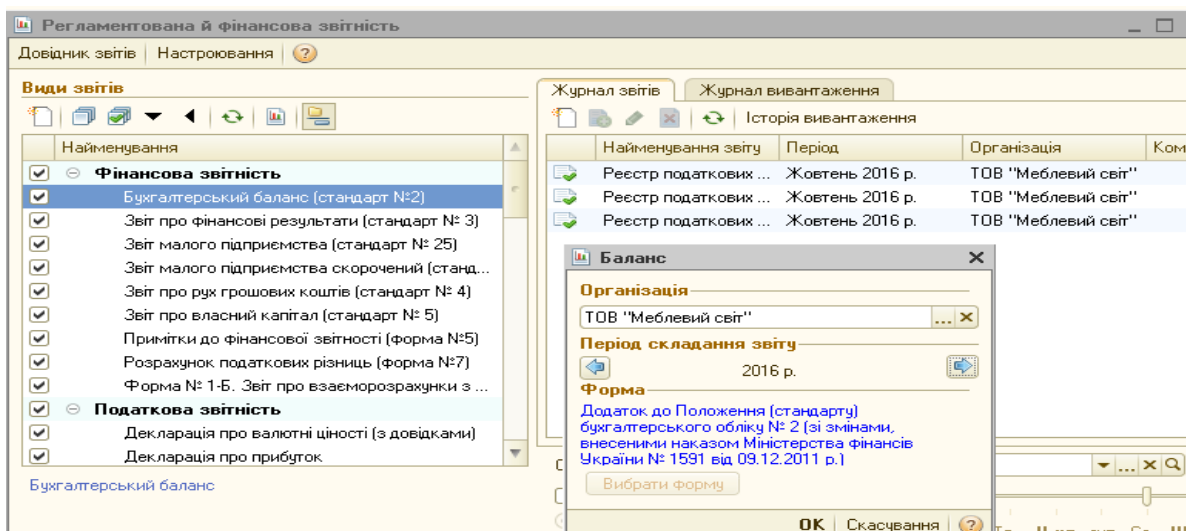 Регламентована й фінансова звітність
Довідник звітів Настроювання
Види звітів
Найменування
Фінансова звітність
Бухгалтерський баланс (стандарт №2)
Звіт про фінансові результати (стандарт № 3)
Звіт малого підприємства (стандарт № 25)
Звіт малого підприємства скорочений (станд...
Звіт про рух грошових коштів (стандарт № 4)
Звіт про власний капітал (стандарт № 5)
Примітки до фінансової звітності (форма №5)
Розрахунок податкових різниць (форма №7)
Форма № 1-Б. Звіт про взаєморозрахунки з ...
Податкова звітність
Декларація про валютні ціності (з довідками)
Декларація про прибуток
Бухгалтерський баланс
Журнал звітів Журнал вивантаження
Історія вивантаження
Найменування звіту Період Організація Ком
Реєстр податкових ... Жовтень 2016 р. ТОВ "Меблевий світ"
Реєстр податкових ... Жовтень 2016 р. ТОВ "Меблевий світ"
Реєстр податкових ... Жовтень 2016 р. ТОВ "Меблевий світ"
Баланс
Організація
ТОВ "Меблевий світ"
Період складання звіту
2016 р.
Форма
Додаток до Положення (стандарту)
бухгалтерського обліку № 2 (зі змінами,
внесеними наказом Міністерства фінансів
України № 1591 від 09.12.2011 р.)
Вибрати форму
OK Скасування